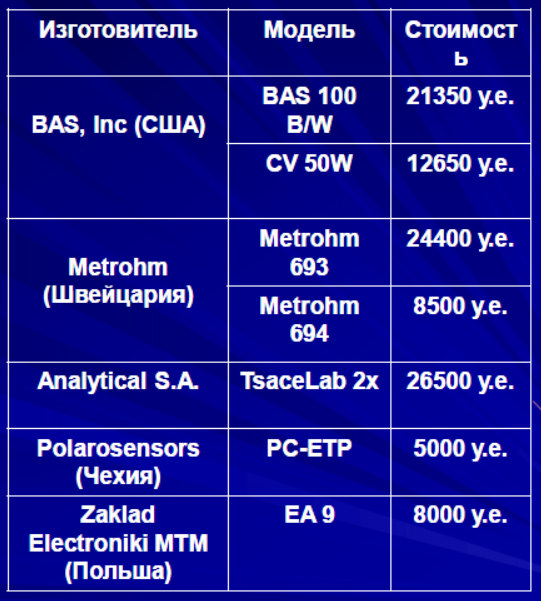 Изготовитель
Модель
Стоимост
ь
BAS, Inc (США)
BAS 100
B/W
21350 у.е.
CV 50W
12650 у.е.
Metrohm
(Швейцария)
Metrohm
693
24400 у.е.
Metrohm
694
8500 у.е.
Analytical S.A.
TsaceLab 2x
26500 у.е.
Polarosensors
(Чехия)
PC-ETP
5000 у.е.
Zaklad
Electroniki MTM
(Польша)
EA 9
8000 у.е.